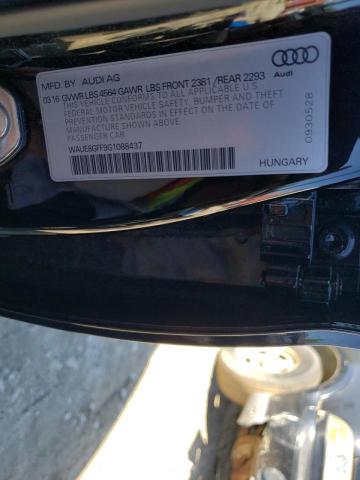 MFD. BY AUDI AG
03 16 GVWR LBS 4564 GAWR LBS FRONT 2381 / REAR 2293
THIS VEHICLE CONFORMS TO ALL APPLICABLE U.S.
FEDERAL MOTOR VEHICLE SAFETY, BUMPER AND THEFT
PREVENTION STANDARDS IN EFFECT ON THE DATE OF
MANUFACTURE SHOWN ABOVE.
PASSENGER CAR
WAUE8GFF9G1088437
HUNGARY
Audi
0930528